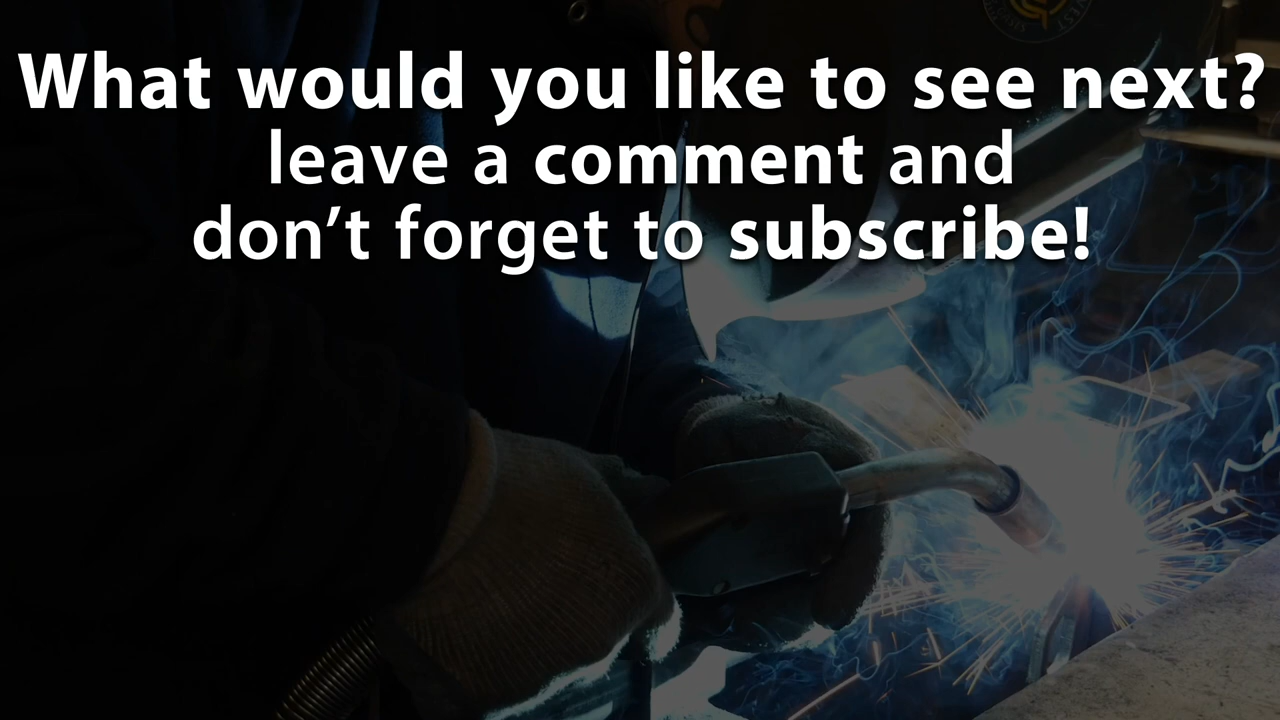 What would you like to see next?
leave a comment and
don’t forget to subscribe!